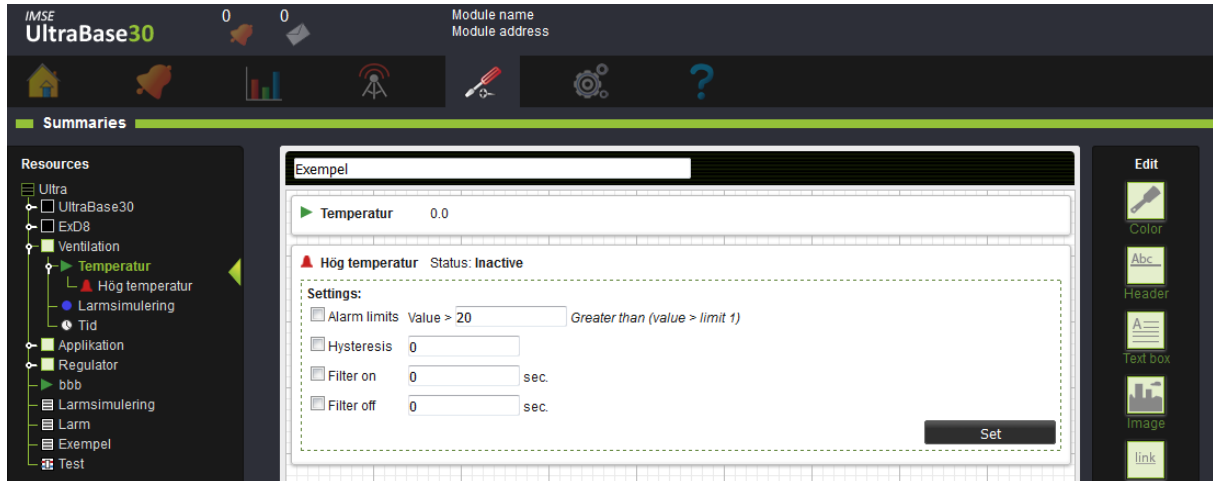 IMSE
UltraBase30
0
0
Module name
Module address
?
Summaries
Resources
Ultra
UltraBase30
ExD8
Ventilation
Temperatur
Hög temperatur
Larmsimulering
Tid
Applikation
Regulator
bbb
Larmsimulering
Larm
Exempel
Test
Exempel
Temperatur 0.0
Hög temperatur Status: Inactive
Settings:
Alarm limits Value > 20 Greater than (value > limit 1)
Hysteresis 0
Filter on 0 sec.
Filter off 0 sec.
Set
Edit
Color
Abc
Header
A
Text box
Image
link